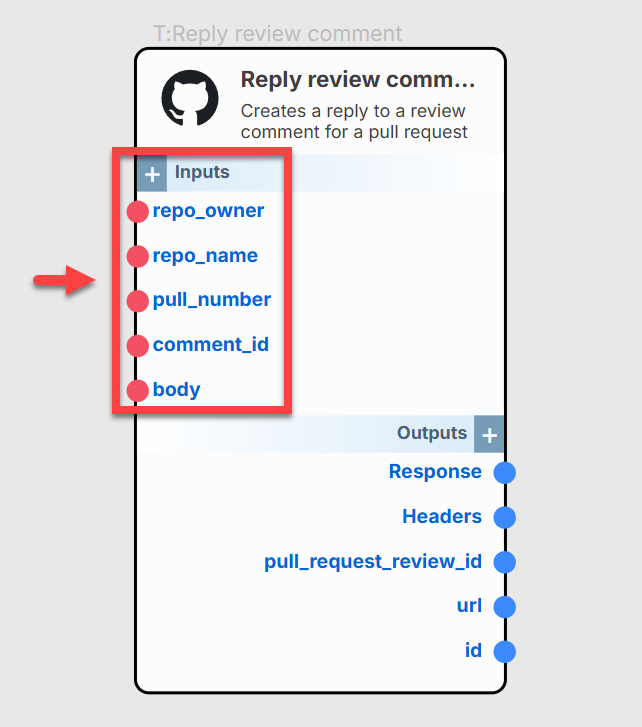 T:Reply review comment
Reply review comm...
Creates a reply to a review
comment for a pull request
+ Inputs
repo_owner
repo_name
pull_number
comment_id
body
Outputs +
Response
Headers
pull_request_review_id
url
id